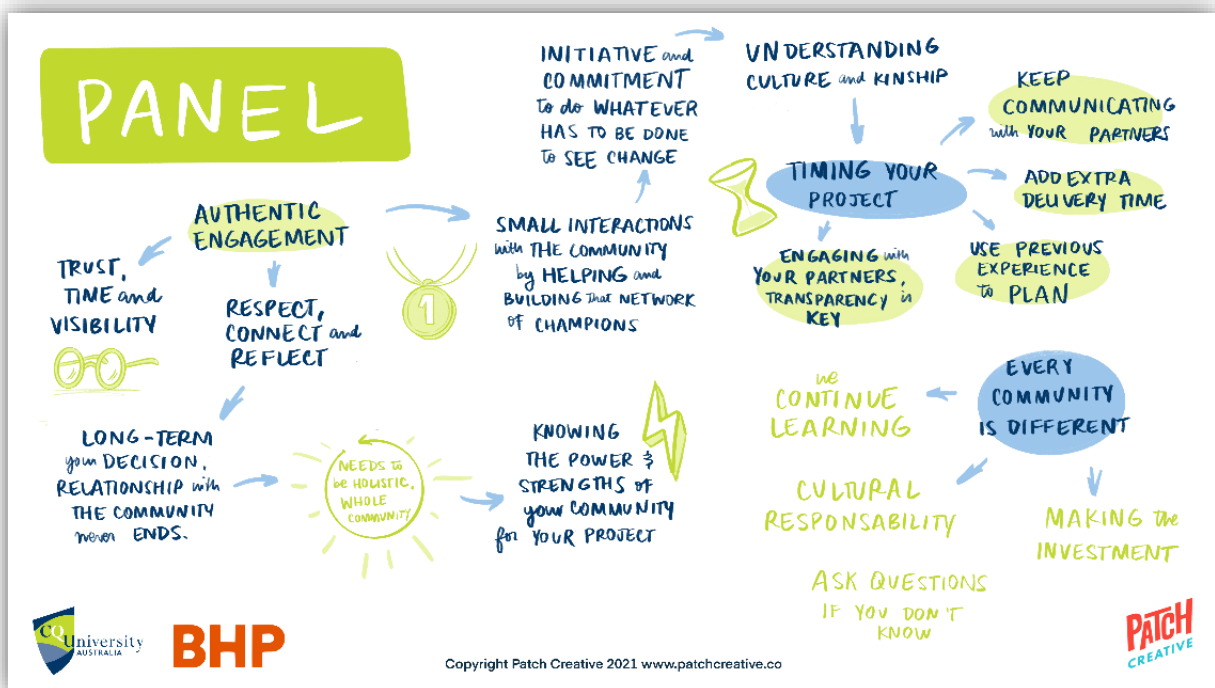 PANEL
AUTHENTIC
ENGAGEMENT
TRUST,
TIME and
VISIBILITY
RESPECT,
CONNECT and
REFLECT
LONG-TERM
your DECISION,
RELATIONSHIP with
THE COMMUNITY
never ENDS.
NEEDS to
be HOLISTIC,
WHOLE
COMMUNITY
KNOWING
THE POWER &
STRENGTHS of
your COMMUNITY
for YOUR PROJECT
SMALL INTERACTIONS
with THE COMMUNITY
by HELPING and
BUILDING that NETWORK
of CHAMPIONS
1
INITIATIVE and
COMMITMENT
to do WHATEVER
HAS TO BE DONE
to SEE CHANGE
UNDERSTANDING
CULTURE and KINSHIP
TIMING YOUR
PROJECT
KEEP
COMMUNICATING
with YOUR PARTNERS
ADD EXTRA
DELIVERY TIME
USE PREVIOUS
EXPERIENCE
to PLAN
ENGAGING with
YOUR PARTNERS,
TRANSPARENCY is
KEY
EVERY
COMMUNITY
IS DIFFERENT
we
CONTINUE
LEARNING
CULTURAL
RESPONSABILITY
MAKING the
INVESTMENT
ASK QUESTIONS
IF YOU DON'T
KNOW
CQUniversity
AUSTRALIA
BHP
Copyright Patch Creative 2021 www.patchcreative.co
PATCH
CREATIVE